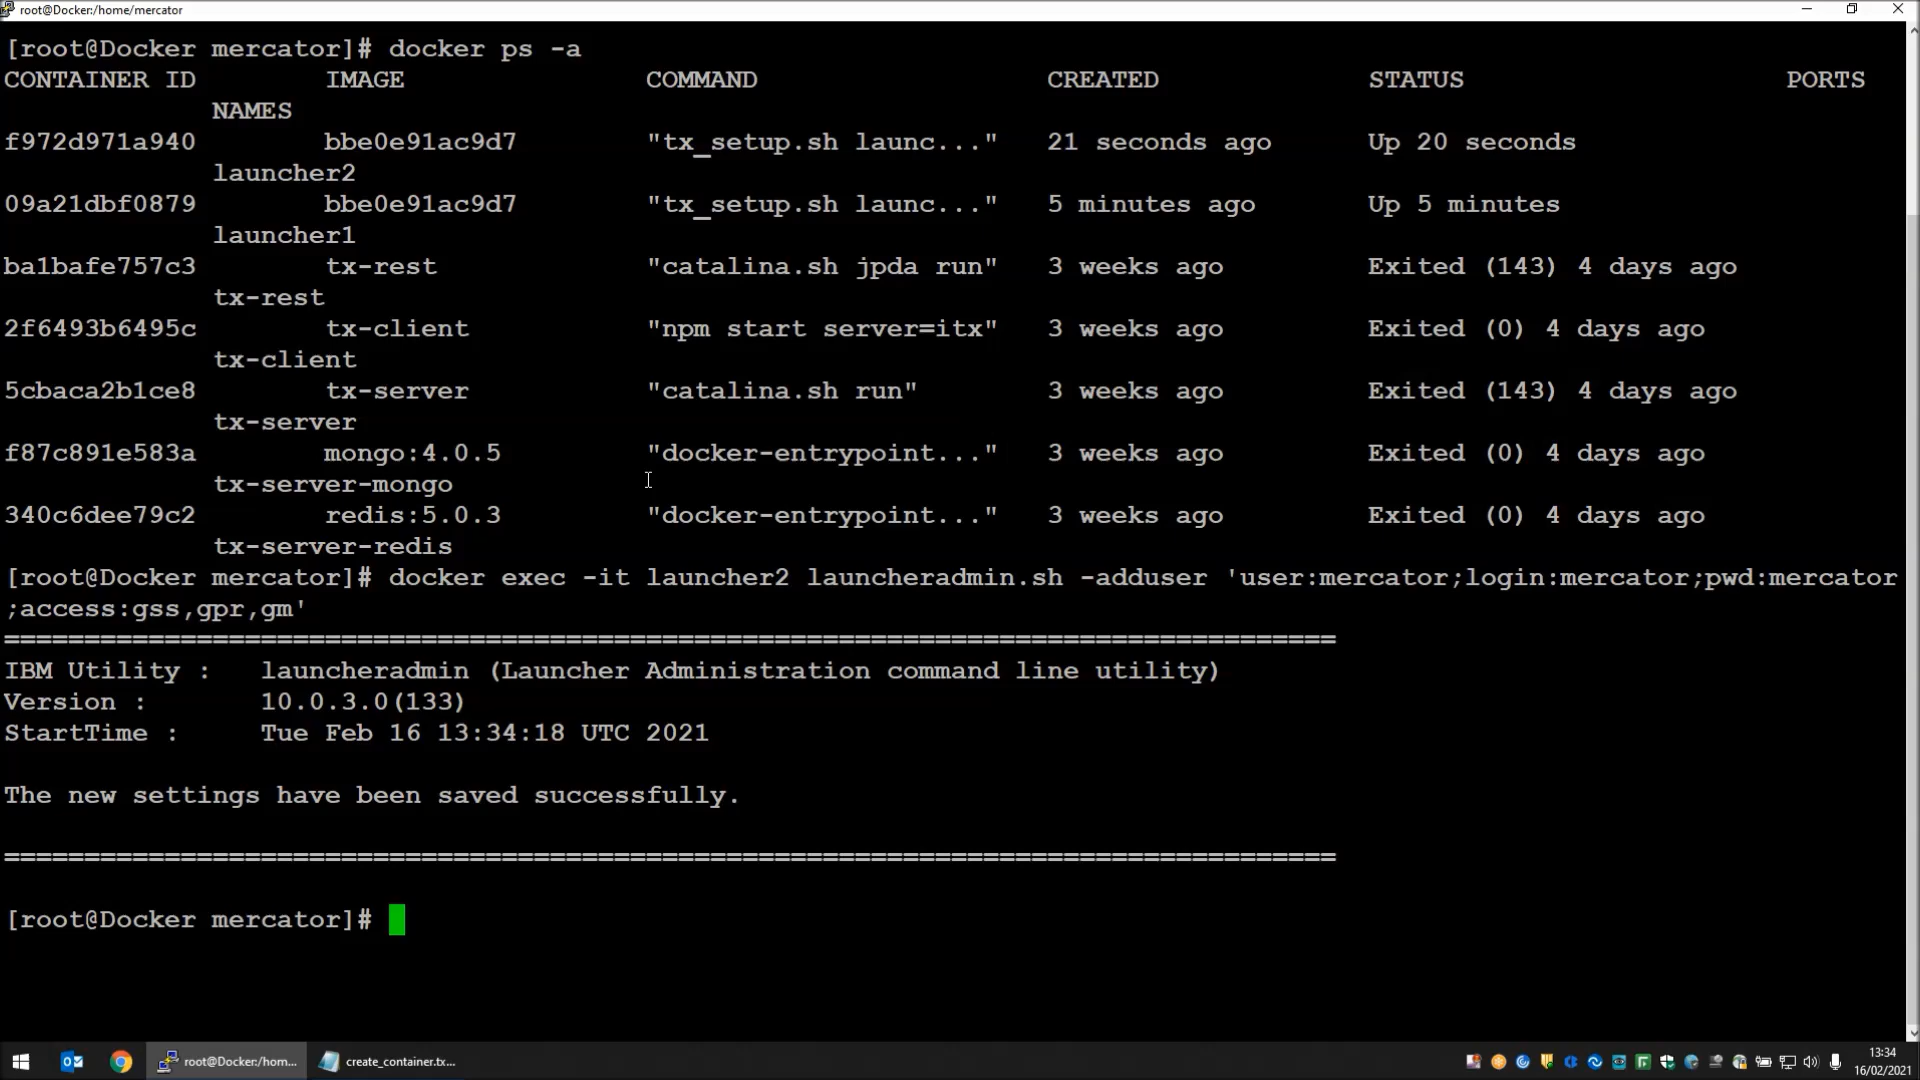 root@Docker:/home/mercator
[root@Docker mercator]# docker ps -a
CONTAINER ID IMAGE COMMAND CREATED STATUS PORTS
NAMES
f972d971a940 bbe0e91ac9d7 "tx_setup.sh launc..." 21 seconds ago Up 20 seconds
launcher2
09a21dbf0879 bbe0e91ac9d7 "tx_setup.sh launc..." 5 minutes ago Up 5 minutes
launcher1
ba1bafe757c3 tx-rest "catalina.sh jpda run" 3 weeks ago Exited (143) 4 days ago
tx-rest
2f6493b6495c tx-client "npm start server=itx" 3 weeks ago Exited (0) 4 days ago
tx-client
5cbaca2b1ce8 tx-server "catalina.sh run" 3 weeks ago Exited (143) 4 days ago
tx-server
f87c891e583a mongo:4.0.5 "docker-entrypoint..." 3 weeks ago Exited (0) 4 days ago
tx-server-mongo
340c6dee79c2 redis:5.0.3 "docker-entrypoint..." 3 weeks ago Exited (0) 4 days ago
tx-server-redis
[root@Docker mercator]# docker exec -it launcher2 launcheradmin.sh -adduser 'user:mercator;login:mercator;pwd:mercator
;access:gss,gpr,gm'
===================================================================================
IBM Utility : launcheradmin (Launcher Administration command line utility)
Version : 10.0.3.0(133)
StartTime : Tue Feb 16 13:34:18 UTC 2021
The new settings have been saved successfully.
===================================================================================
[root@Docker mercator]#
root@Docker:/hom...
create_container.tx...
13:34
16/02/2021